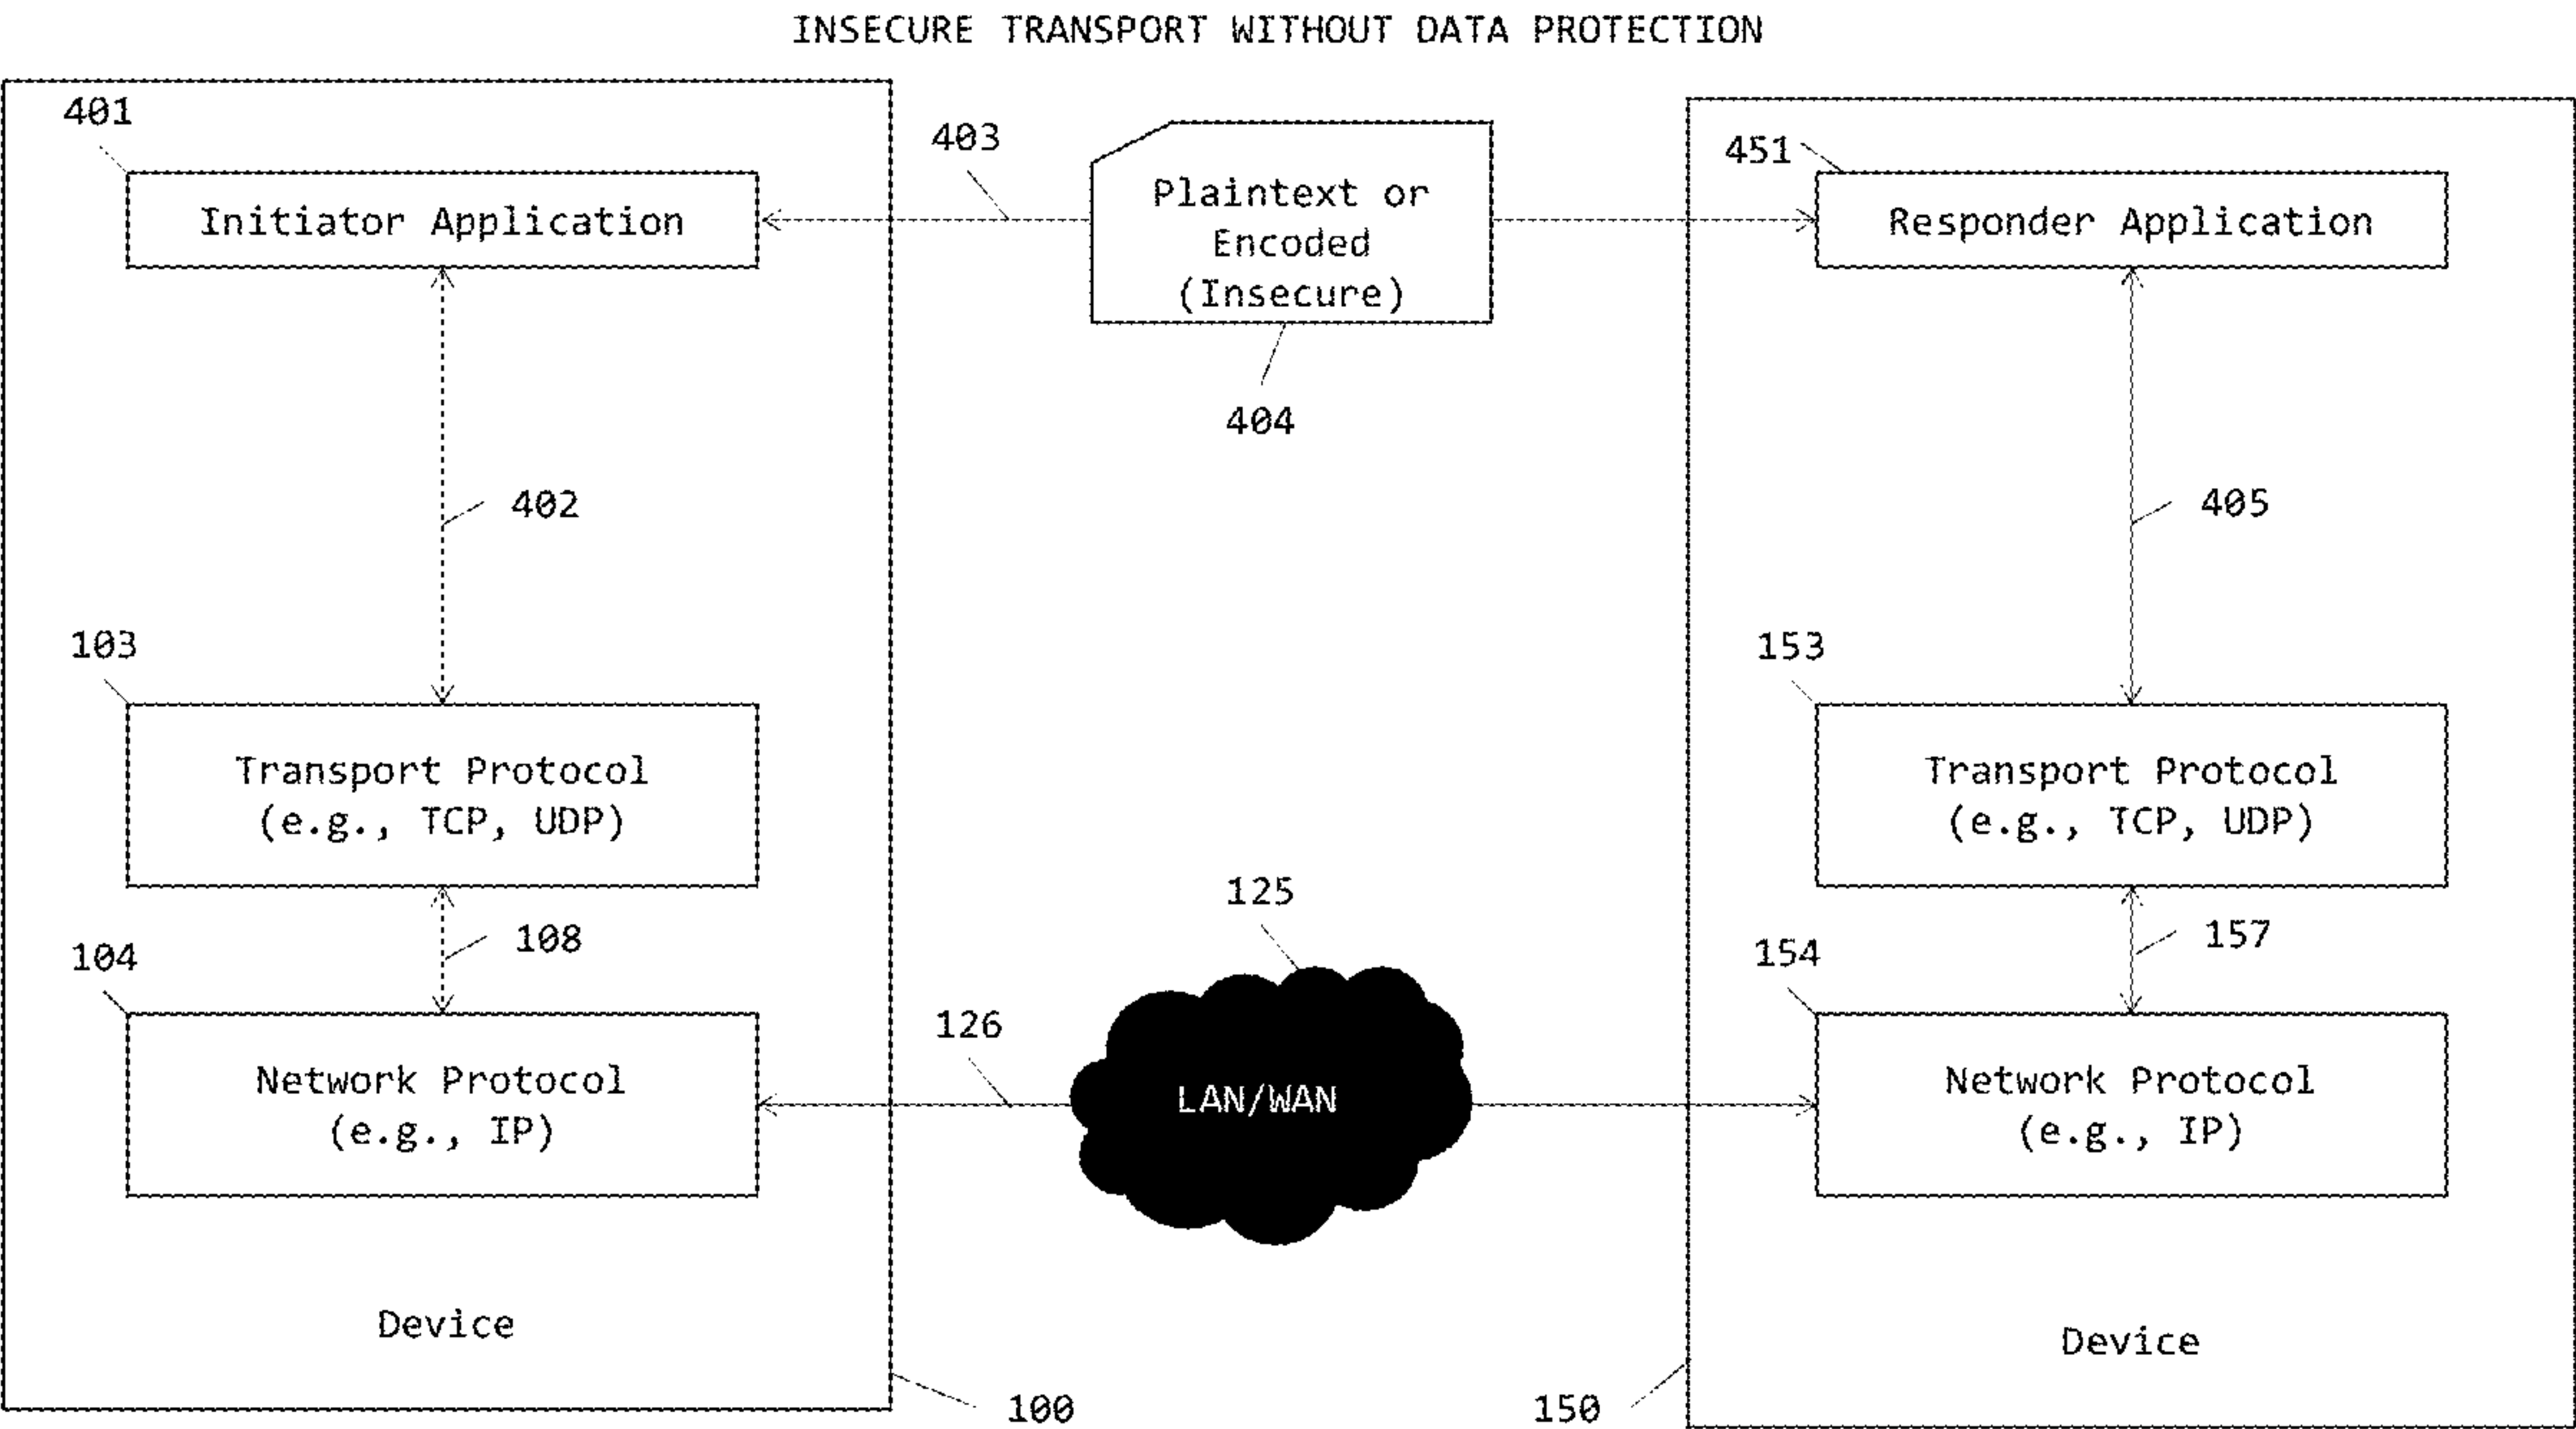 INSECURE TRANSPORT WITHOUT DATA PROTECTION
401
Initiator Application
403
Plaintext or
Encoded
(Insecure)
404
451
Responder Application
402
405
103
Transport Protocol
(e.g., TCP, UDP)
153
Transport Protocol
(e.g., TCP, UDP)
108
125
157
104
Network Protocol
(e.g., IP)
126
LAN/WAN
154
Network Protocol
(e.g., IP)
Device
Device
100
150